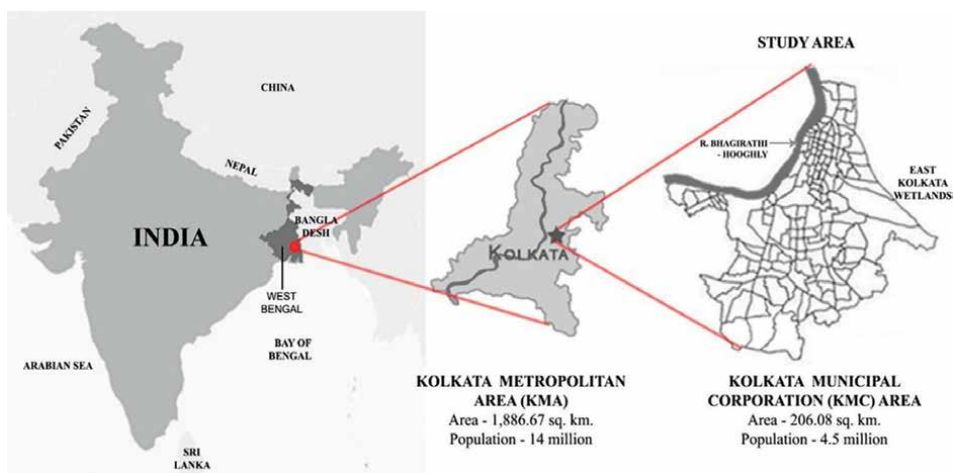 CHINA
PAKISTAN
NEPAL
BANGLA
DESH
INDIA
WEST
BENGAL
BAY OF
BENGAL
ARABIAN SEA
SRI
LANKA
KOLKATA
KOLKATA METROPOLITAN
AREA (KMA)
Area - 1,886.67 sq. km.
Population - 14 million
STUDY AREA
R. BHAGIRATHI
- HOOGHLY
EAST
KOLKATA
WETLANDS
KOLKATA MUNICIPAL
CORPORATION (KMC) AREA
Area - 206.08 sq. km.
Population - 4.5 million